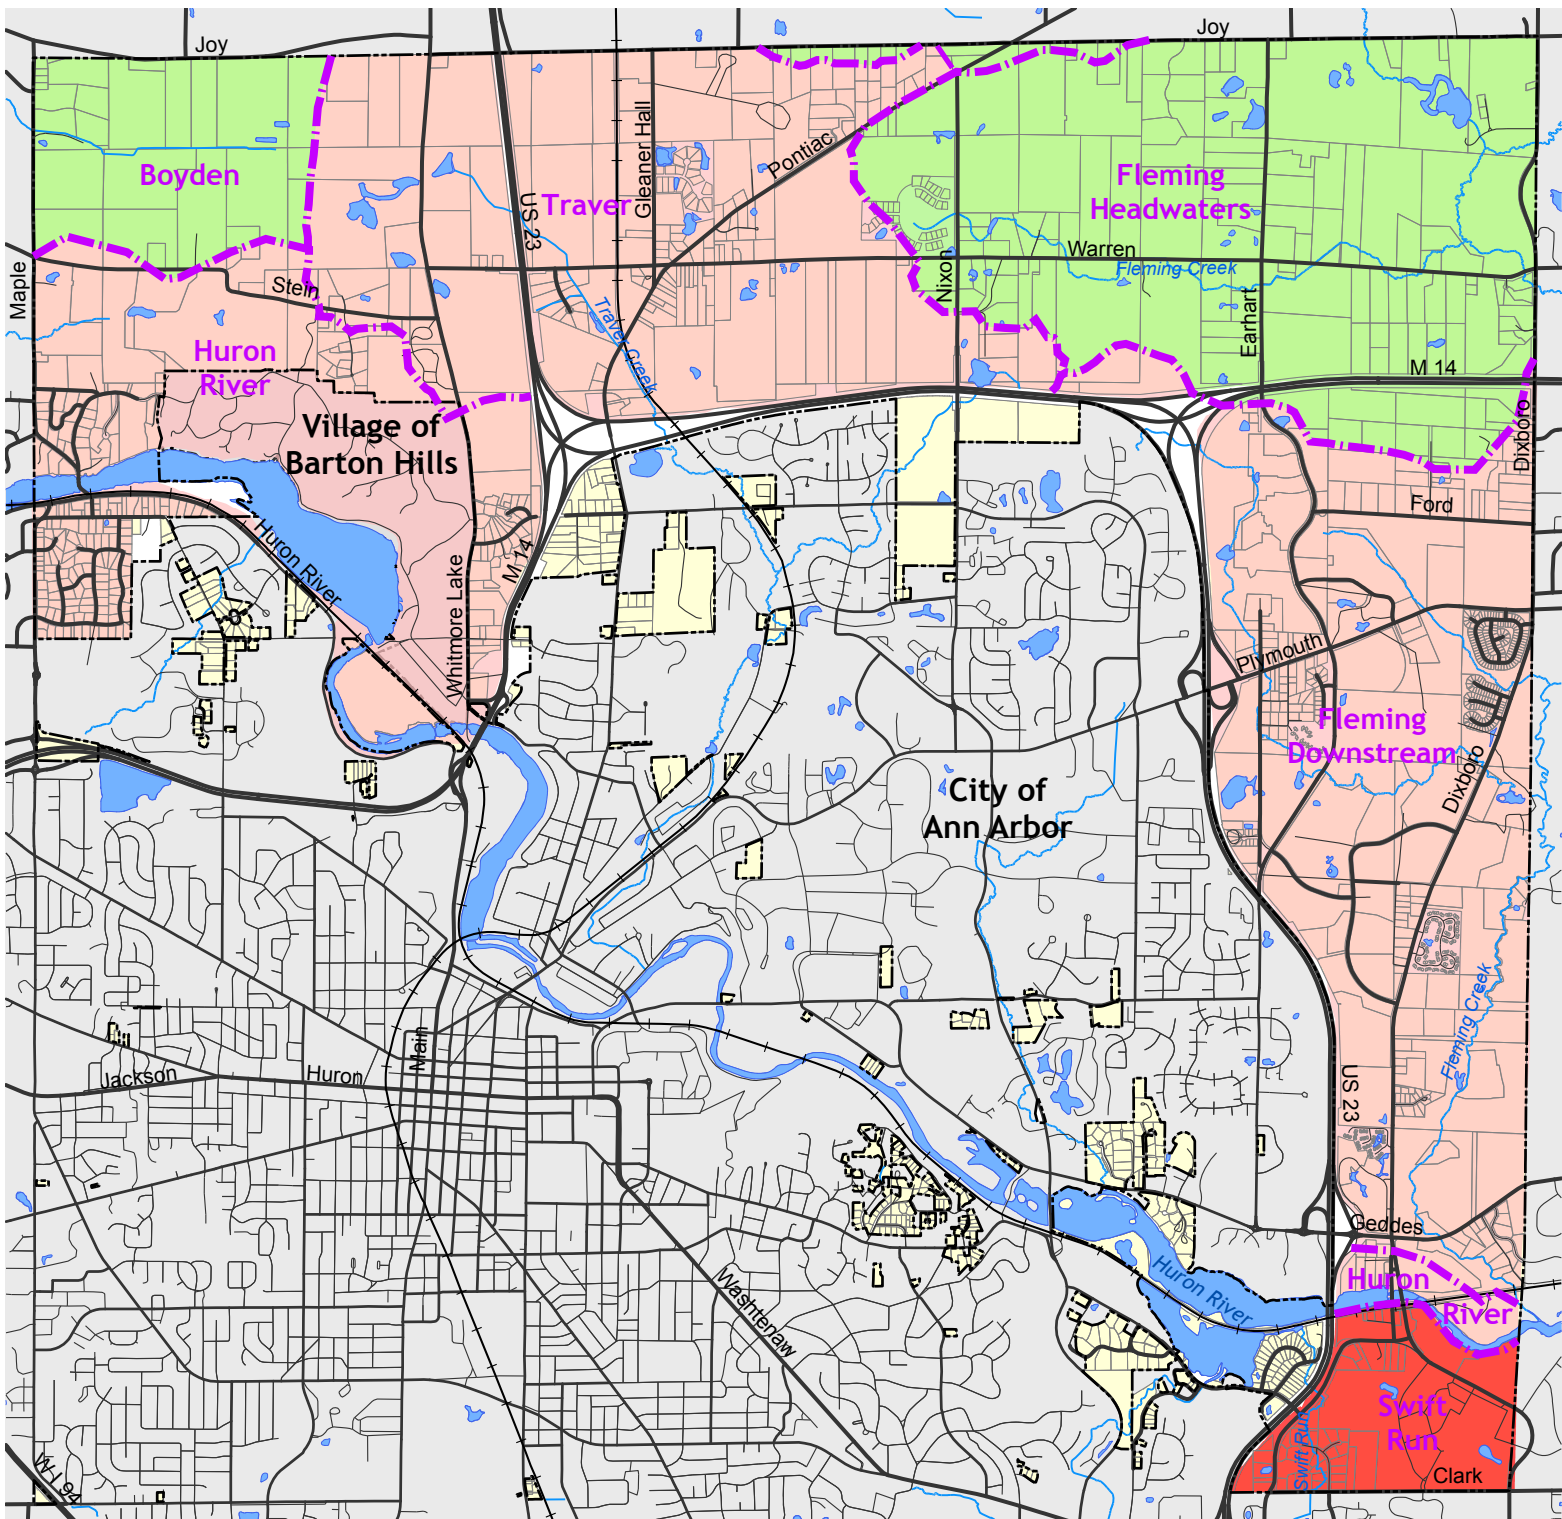 Joy
Joy
Gleaner Hall
Pontiac
Boyden
Fleming
Headwaters
Traver
US 23
Warren
Fleming Creek
Nixon
Maple
Stein
Traver Creek
Earhart
Huron
River
M 14
Village of
Barton Hills
Dixboro
Ford
Huron River
M 14
Whitmore Lake
Plymouth
Fleming
Downstream
Dixboro
City of
Ann Arbor
Fleming Creek
Main
Jackson
Huron
US 23
Geddes
Huron River
Huron
River
Washtenaw
Swift
Run
Swift Run
Clark
W I 94